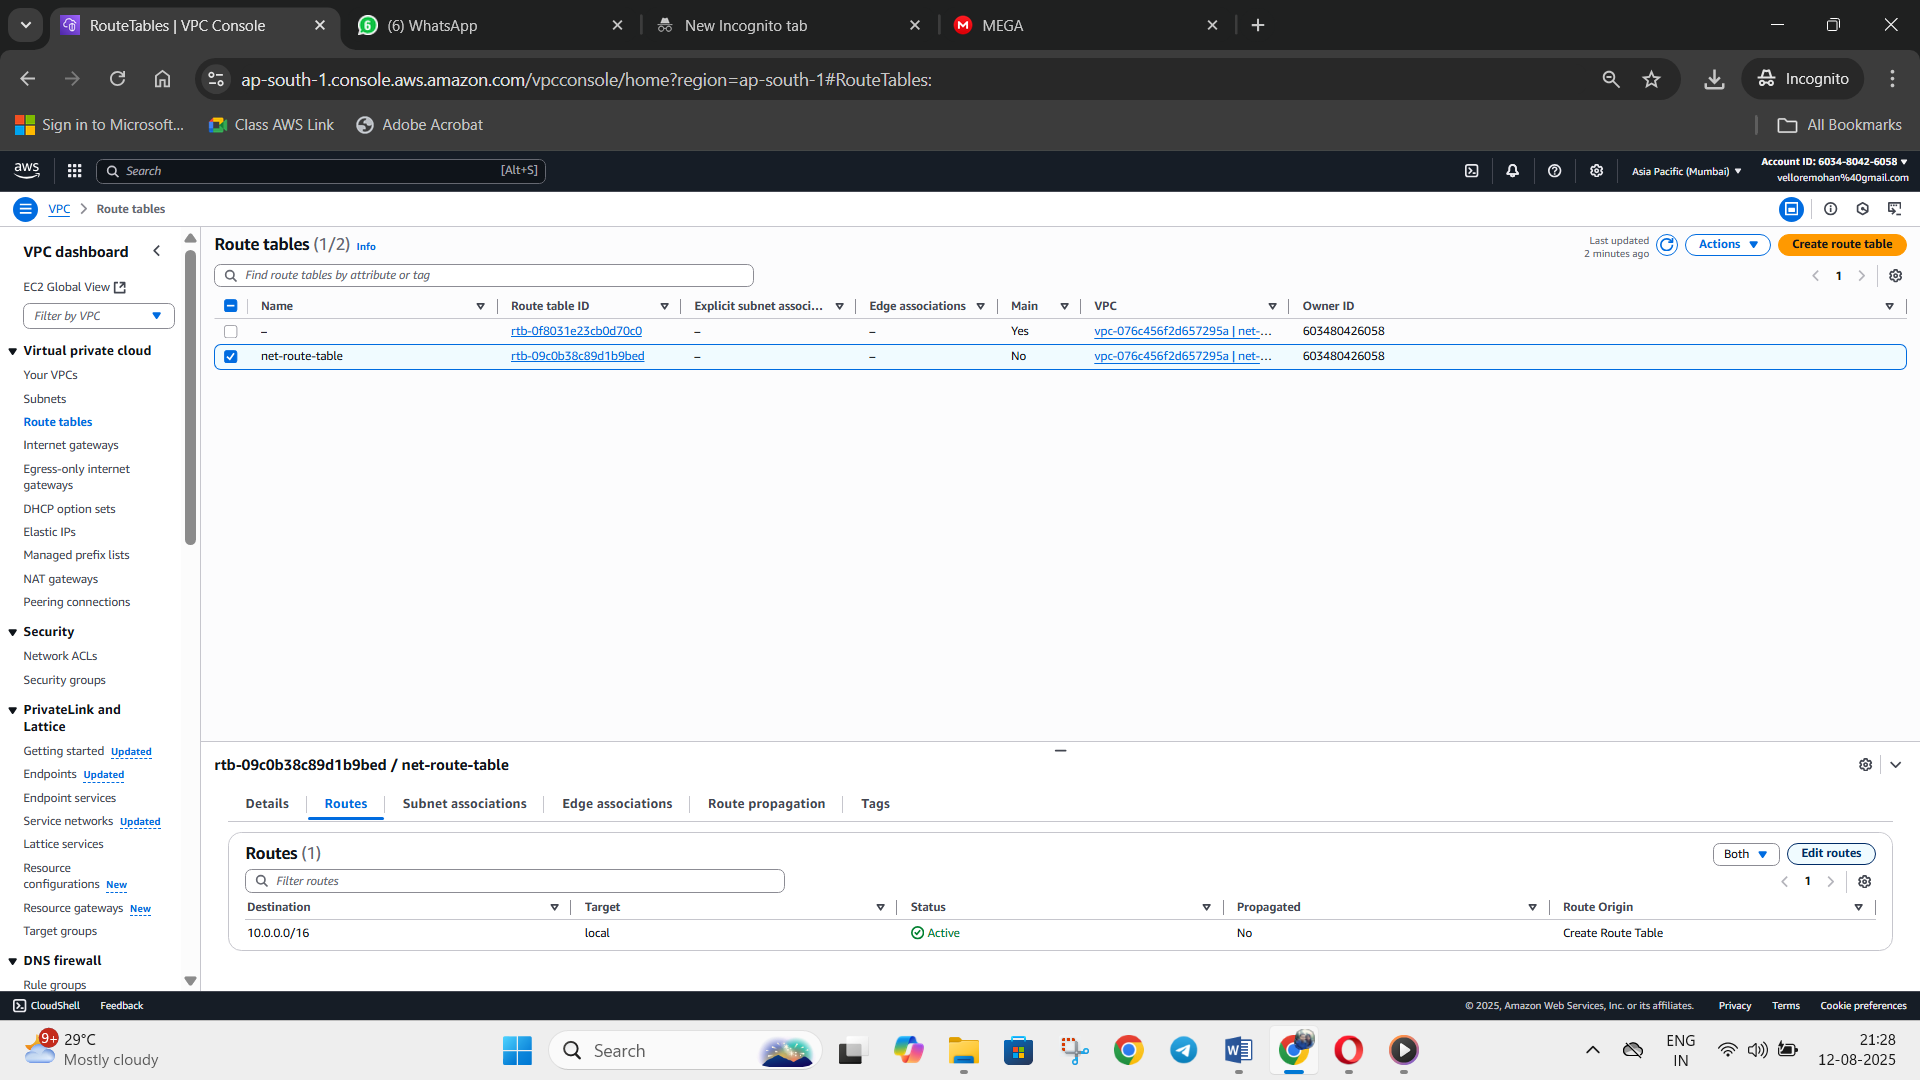 RouteTables | VPC Console
(6) WhatsApp
New Incognito tab
MEGA
ap-south-1.console.aws.amazon.com/vpcconsole/home?region=ap-south-1#RouteTables:
Incognito
Sign in to Microsoft...
Class AWS Link
Adobe Acrobat
All Bookmarks
aws
Search
[Alt+S]
Asia Pacific (Mumbai)
Account ID: 6034-8042-6058
velloremohan%40gmail.com
VPC
Route tables
VPC dashboard
EC2 Global View
Filter by VPC
Virtual private cloud
Your VPCs
Subnets
Route tables
Internet gateways
Egress-only internet
gateways
DHCP option sets
Elastic IPs
Managed prefix lists
NAT gateways
Peering connections
Security
Network ACLs
Security groups
PrivateLink and
Lattice
Getting started Updated
Endpoints Updated
Endpoint services
Service networks Updated
Lattice services
Resource
configurations New
Resource gateways New
Target groups
DNS firewall
Rule groups
Route tables (1/2) Info
Last updated
2 minutes ago
Actions
Create route table
Find route tables by attribute or tag
1
Name Route table ID Explicit subnet associ... Edge associations Main VPC Owner ID
– rtb-0f8031e23cb0d70c0 – – Yes vpc-076c456f2d657295a | net-... 603480426058
net-route-table rtb-09c0b38c89d1b9bed – – No vpc-076c456f2d657295a | net-... 603480426058
rtb-09c0b38c89d1b9bed / net-route-table
Details Routes Subnet associations Edge associations Route propagation Tags
Routes (1)
Both
Edit routes
Filter routes
1
Destination Target Status Propagated Route Origin
10.0.0.0/16 local Active No Create Route Table
CloudShell Feedback
© 2025, Amazon Web Services, Inc. or its affiliates. Privacy Terms Cookie preferences
9+
29°C
Mostly cloudy
Search
ENG
IN
21:28
12-08-2025